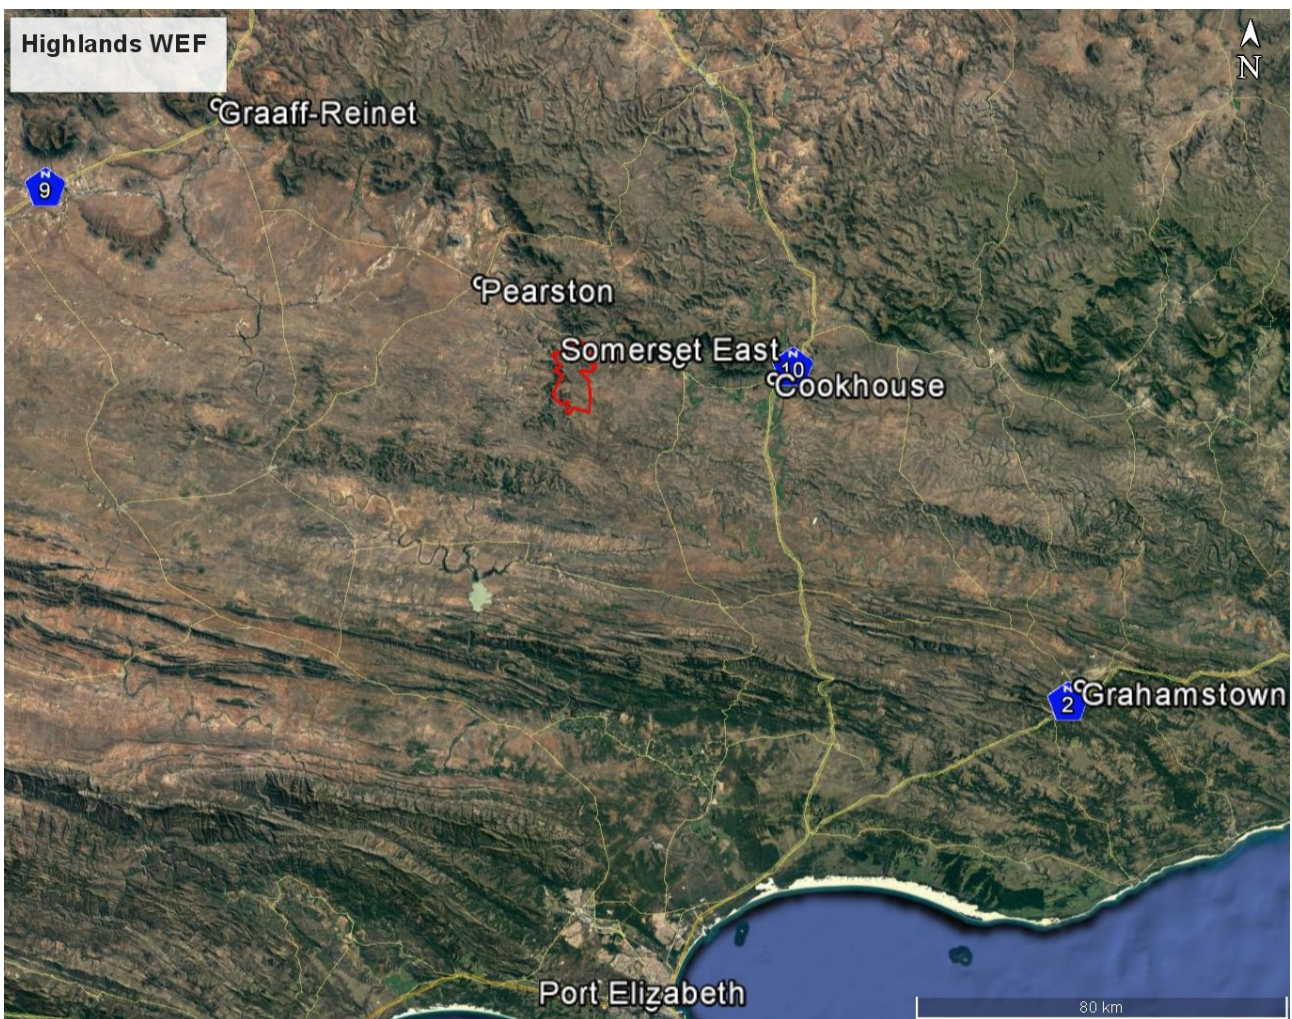 Highlands WEF
N
Graaff-Reinet
N
9
Pearston
Somerset East
N
10
Cookhouse
N
2
Grahamstown
Port Elizabeth
80 km